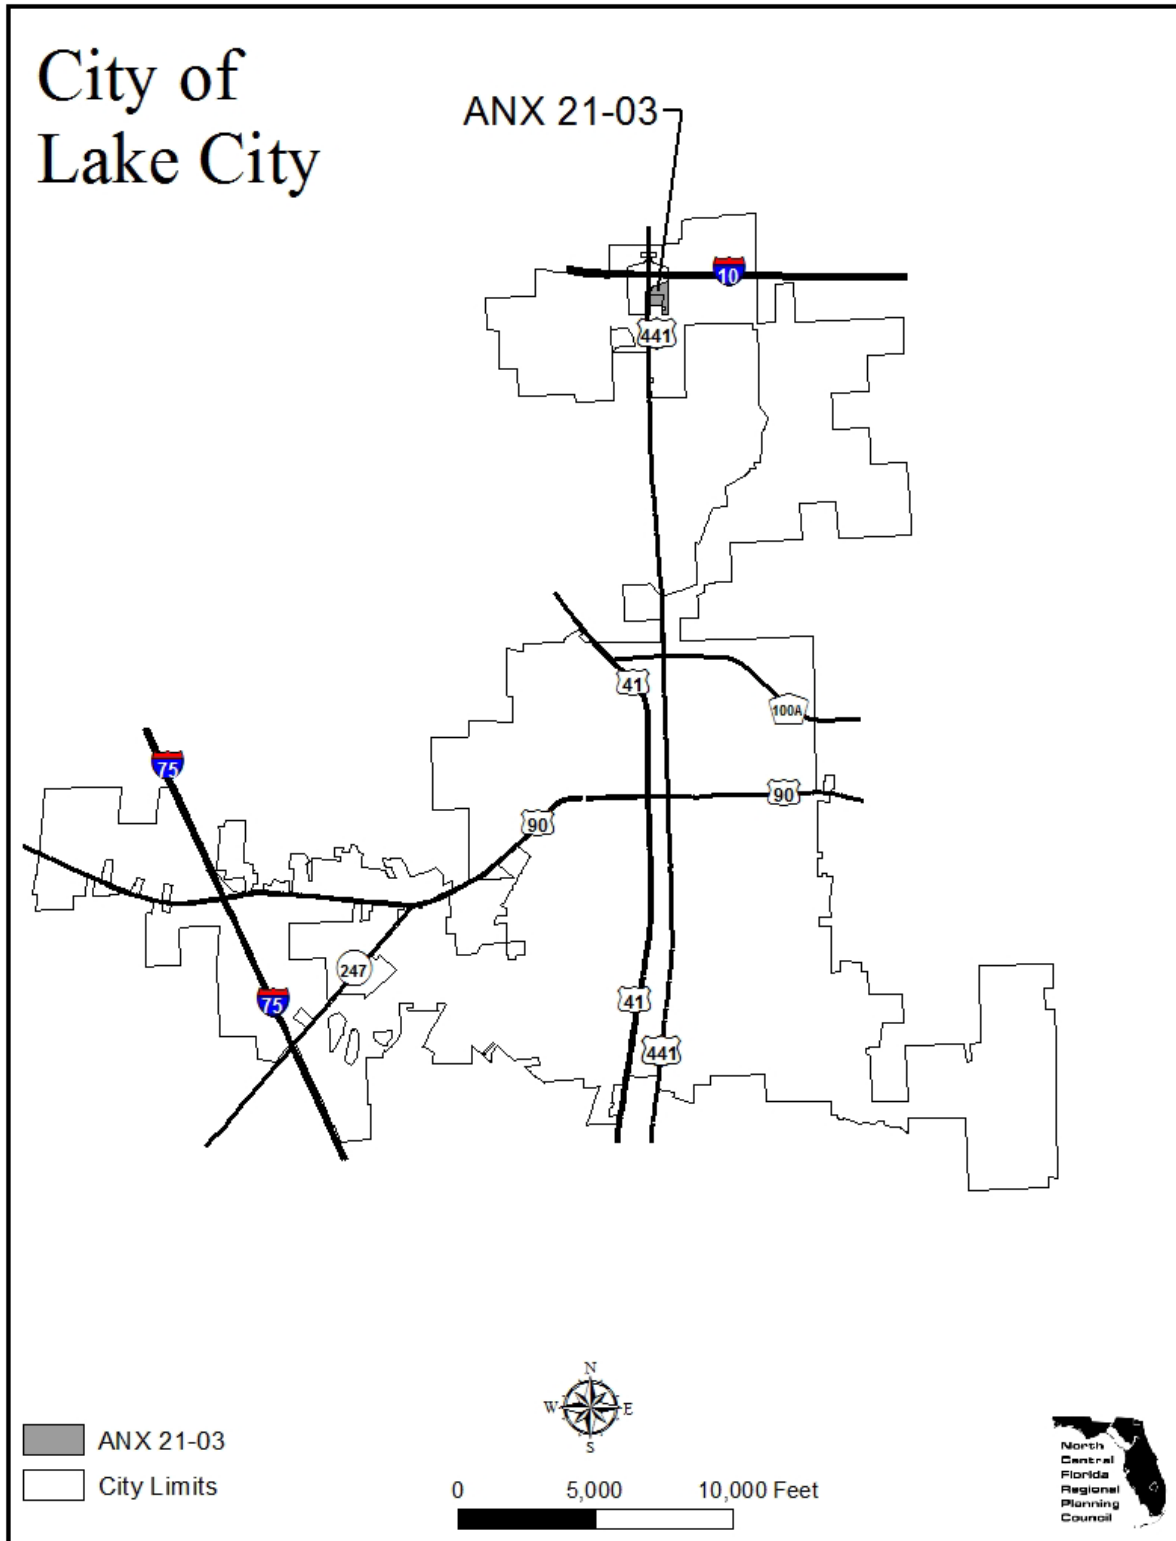 City of
Lake City
ANX 21-03
10
441
41
100A
75
90
90
247
75
41
441
N
W E
S
ANX 21-03
City Limits
0 5,000 10,000 Feet
North
Central
Florida
Regional
Planning
Council